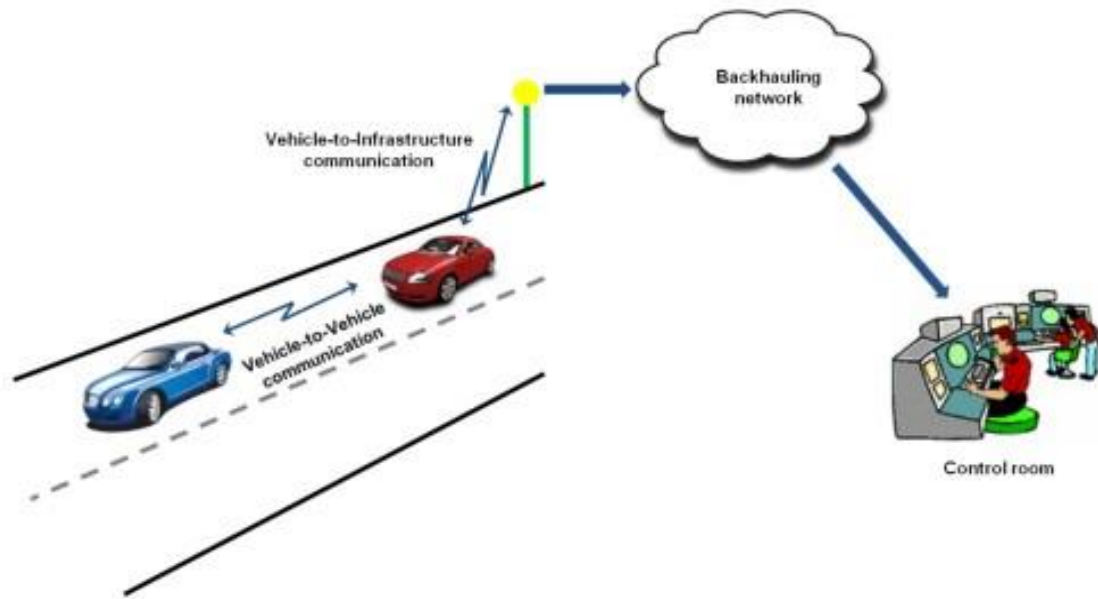 Backhauling
network
Vehicle-to-Infrastructure
communication
Vehicle-to-Vehicle
communication
Control room